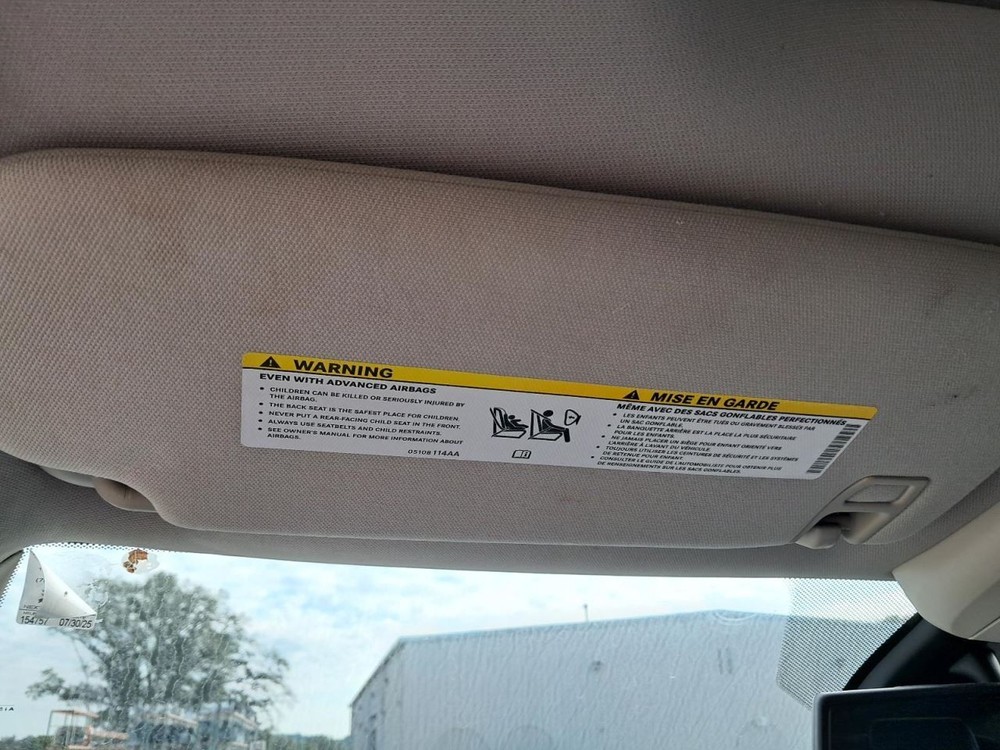 WARNING
EVEN WITH ADVANCED AIRBAGS
• CHILDREN CAN BE KILLED OR SERIOUSLY INJURED BY
THE AIRBAG.
• THE BACK SEAT IS THE SAFEST PLACE FOR CHILDREN.
• NEVER PUT A REAR-FACING CHILD SEAT IN THE FRONT.
• ALWAYS USE SEATBELTS AND CHILD RESTRAINTS.
• SEE OWNER'S MANUAL FOR MORE INFORMATION ABOUT
AIRBAGS.
05108114AA
MISE EN GARDE
MÊME AVEC DES SACS GONFLABLES PERFECTIONNÉS
• LES ENFANTS PEUVENT ÊTRE TUÉS OU GRAVEMENT BLESSÉS PAR
UN SAC GONFLABLE.
• LA BANQUETTE ARRIÈRE EST LA PLACE LA PLUS SÉCURITAIRE
POUR LES ENFANTS.
• NE JAMAIS PLACER UN SIÈGE POUR ENFANT ORIENTÉ VERS
L'ARRIÈRE À L'AVANT DU VÉHICULE.
• TOUJOURS UTILISER LES CEINTURES DE SÉCURITÉ ET LES SYSTÈMES
DE RETENUE POUR ENFANT.
• CONSULTER LE GUIDE DE L'AUTOMOBILISTE POUR OBTENIR PLUS
DE RENSEIGNEMENTS SUR LES SACS GONFLABLES.
154757 07/30/25